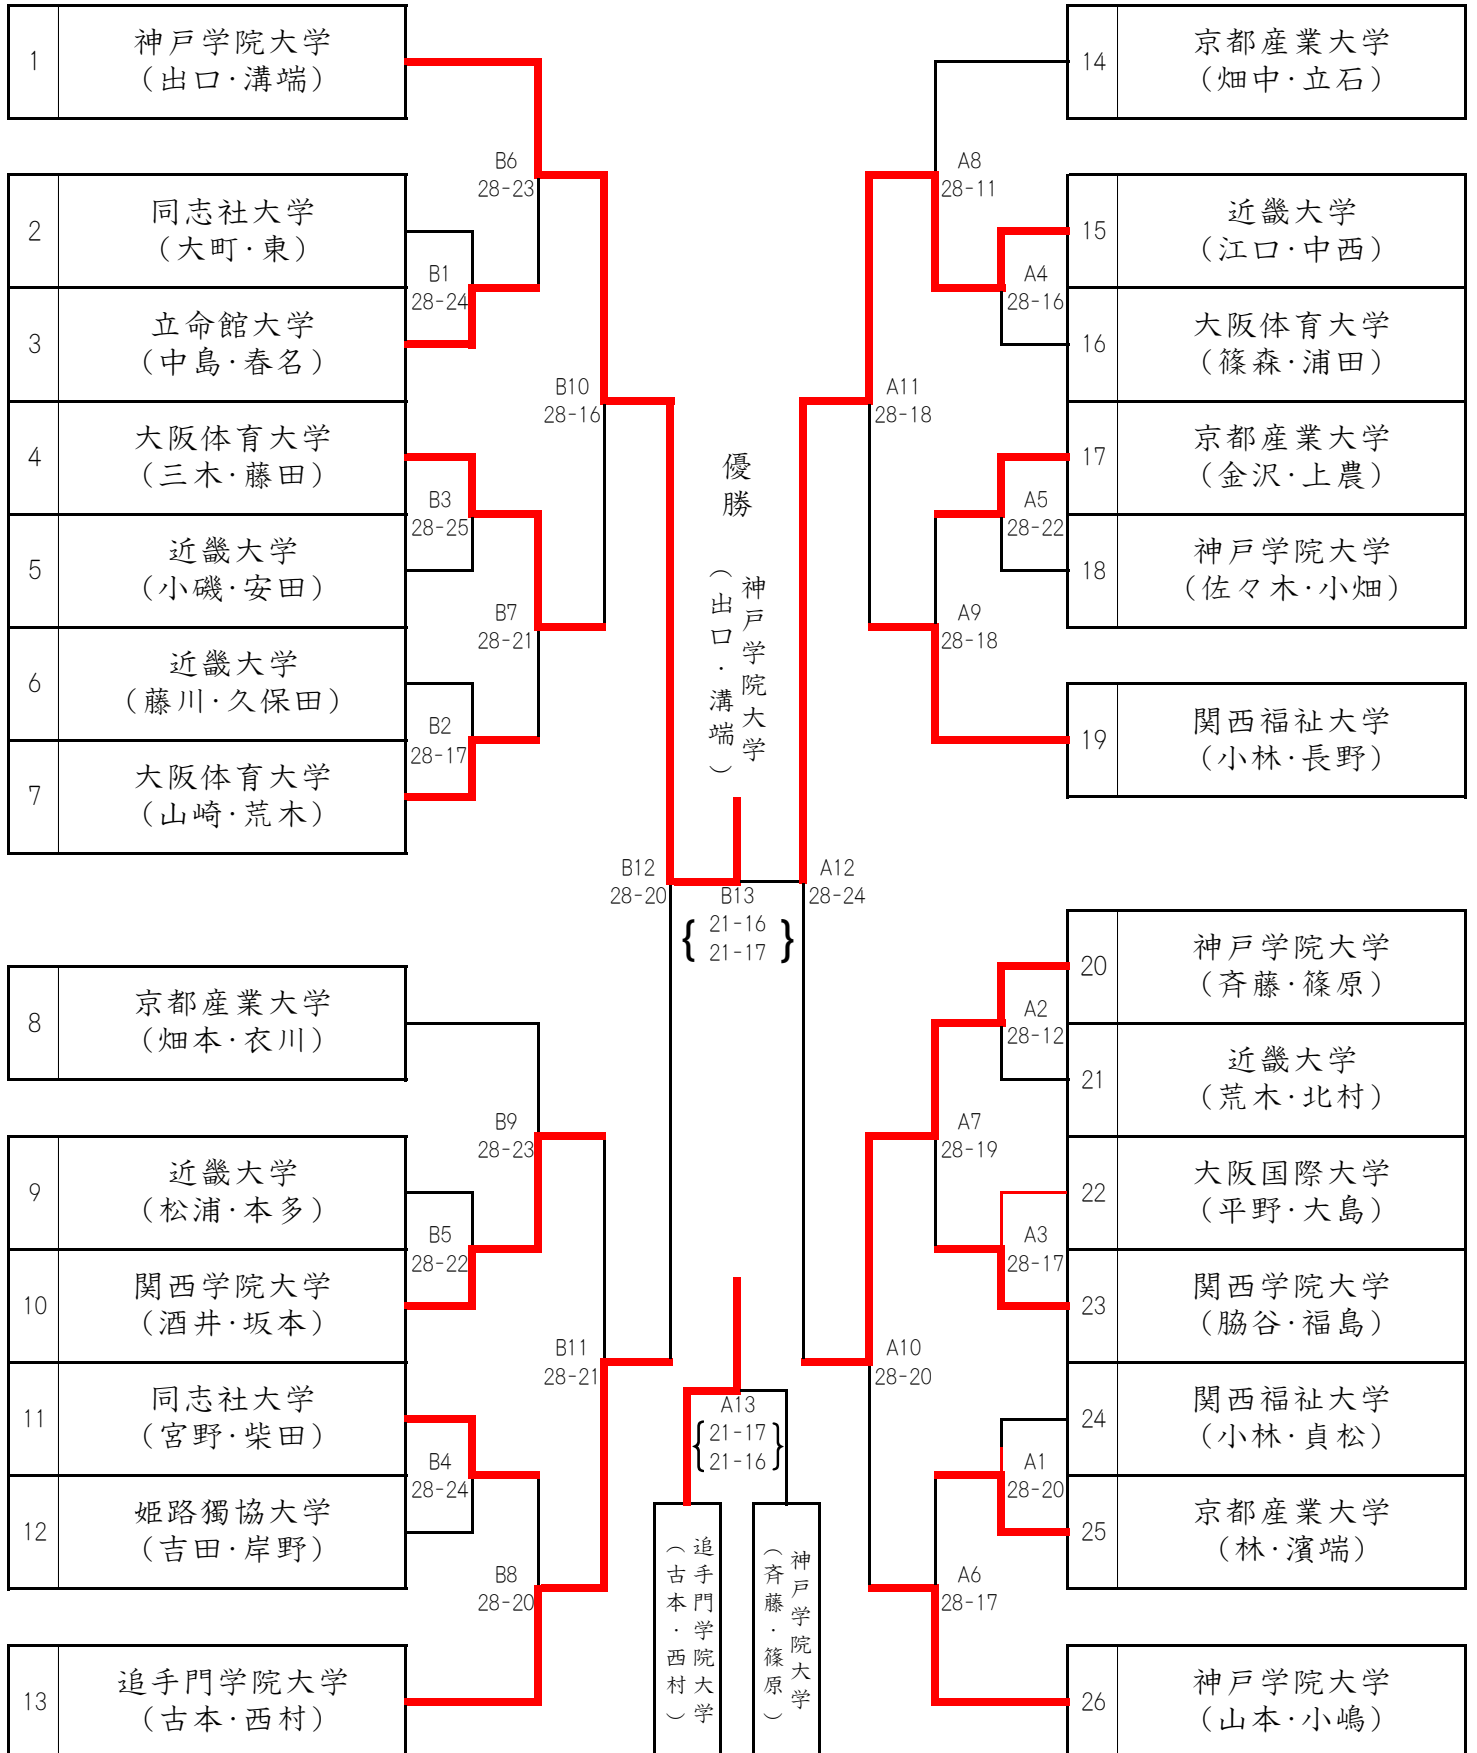 1
神戸学院大学
（出口・溝端）
2
同志社大学
（大町・東）
3
立命館大学
（中島・春名）
4
大阪体育大学
（三木・藤田）
5
近畿大学
（小磯・安田）
6
近畿大学
（藤川・久保田）
7
大阪体育大学
（山崎・荒木）
8
京都産業大学
（畑本・衣川）
9
近畿大学
（松浦・本多）
10
関西学院大学
（酒井・坂本）
11
同志社大学
（宮野・柴田）
12
姫路獨協大学
（吉田・岸野）
13
追手門学院大学
（古本・西村）
B6
28-23
B1
28-24
B10
28-16
B3
28-25
B7
28-21
B2
28-17
B12
28-20
B9
28-23
B5
28-22
B11
28-21
B4
28-24
B8
28-20
優勝
神戸学院大学
（出口・溝端）
B13
{ 21-16 }
21-17
A13
{ 21-17 }
21-16
追手門学院大学
（古本・西村）
神戸学院大学
（斉藤・篠原）
A8
28-11
A4
28-16
A11
28-18
A5
28-22
A9
28-18
A12
28-24
A2
28-12
A7
28-19
A3
28-17
A10
28-20
A1
28-20
A6
28-17
14
京都産業大学
（畑中・立石）
15
近畿大学
（江口・中西）
16
大阪体育大学
（篠森・浦田）
17
京都産業大学
（金沢・上農）
18
神戸学院大学
（佐々木・小畑）
19
関西福祉大学
（小林・長野）
20
神戸学院大学
（斉藤・篠原）
21
近畿大学
（荒木・北村）
22
大阪国際大学
（平野・大島）
23
関西学院大学
（脇谷・福島）
24
関西福祉大学
（小林・貞松）
25
京都産業大学
（林・濱端）
26
神戸学院大学
（山本・小嶋）